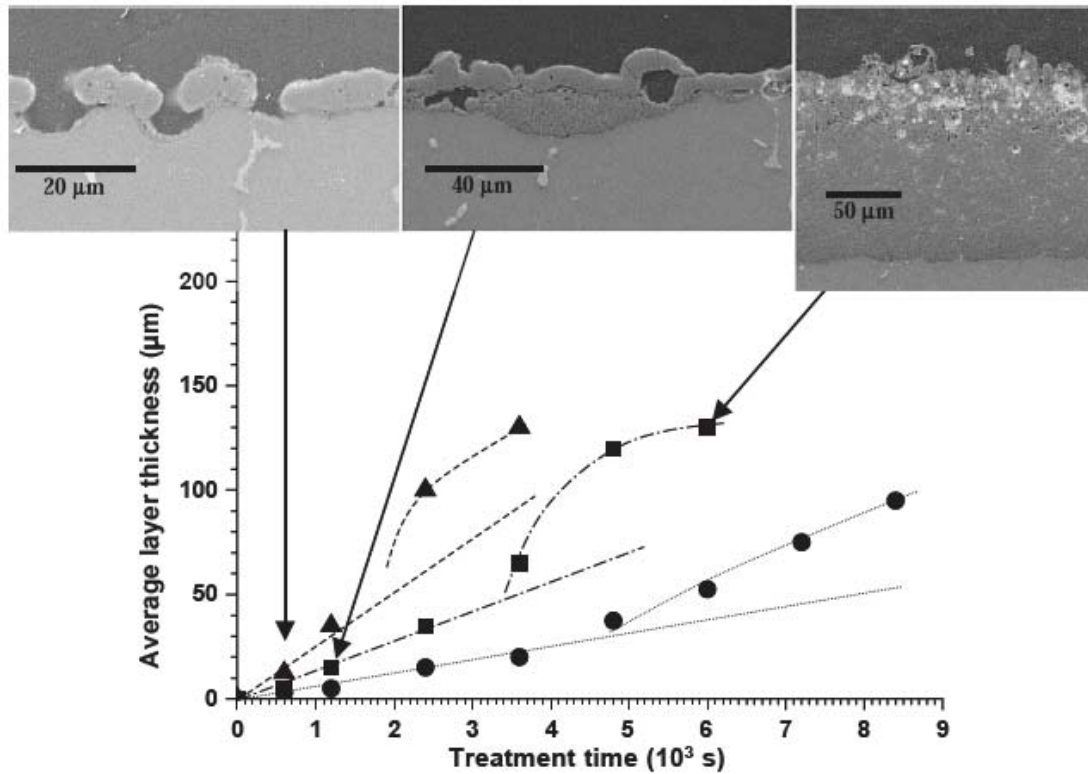 20 µm
40 µm
50 µm
200
150
100
50
0
0 1 2 3 4 5 6 7 8 9
Average layer thickness (µm)
Treatment time (10³ s)